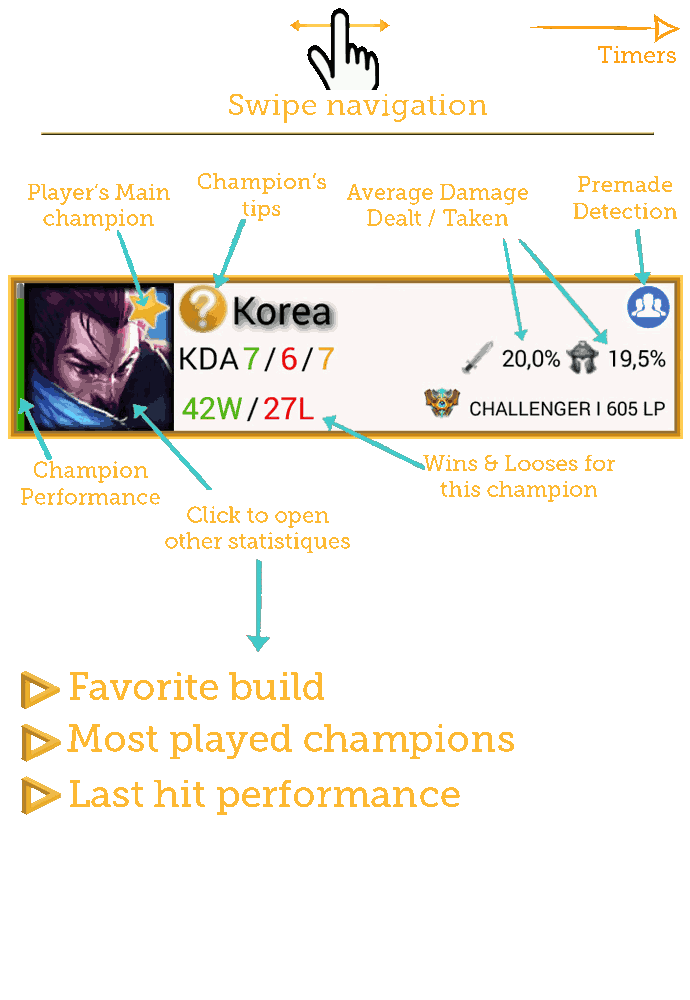 Timers
Swipe navigation
Player's Main
champion
Champion's
tips
Average Damage
Dealt / Taken
Premade
Detection
? Korea
KDA 7/6/7
20,0% 19,5%
42W/27L
CHALLENGER I 605 LP
Champion
Performance
Wins & Looses for
this champion
Click to open
other statistiques
Favorite build
Most played champions
Last hit performance